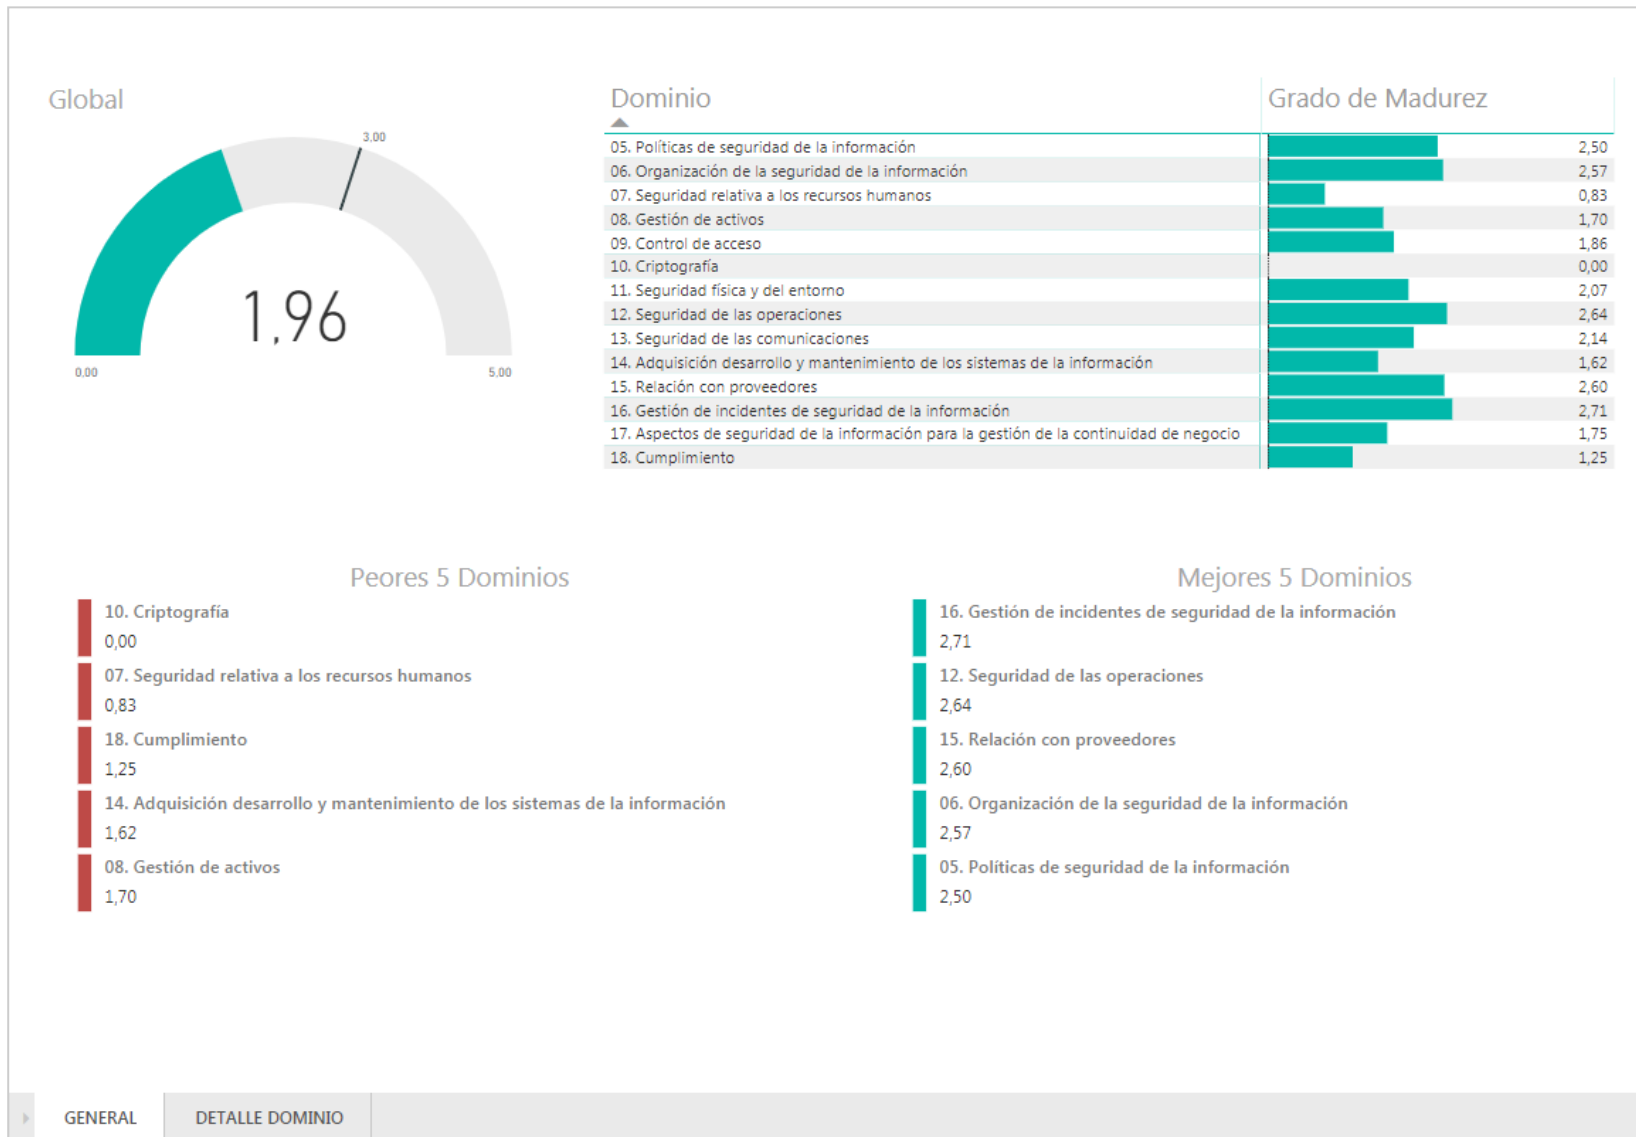 Global
3.00
1,96
0.00
5.00
Dominio Grado de Madurez
05. Políticas de seguridad de la información 2,50
06. Organización de la seguridad de la información 2,57
07. Seguridad relativa a los recursos humanos 0,83
08. Gestión de activos 1,70
09. Control de acceso 1,86
10. Criptografía 0,00
11. Seguridad física y del entorno 2,07
12. Seguridad de las operaciones 2,64
13. Seguridad de las comunicaciones 2,14
14. Adquisición desarrollo y mantenimiento de los sistemas de la información 1,62
15. Relación con proveedores 2,60
16. Gestión de incidentes de seguridad de la información 2,71
17. Aspectos de seguridad de la información para la gestión de la continuidad de negocio 1,75
18. Cumplimiento 1,25
Peores 5 Dominios
10. Criptografía
0,00
07. Seguridad relativa a los recursos humanos
0,83
18. Cumplimiento
1,25
14. Adquisición desarrollo y mantenimiento de los sistemas de la información
1,62
08. Gestión de activos
1,70
Mejores 5 Dominios
16. Gestión de incidentes de seguridad de la información
2,71
12. Seguridad de las operaciones
2,64
15. Relación con proveedores
2,60
06. Organización de la seguridad de la información
2,57
05. Políticas de seguridad de la información
2,50
GENERAL DETALLE DOMINIO